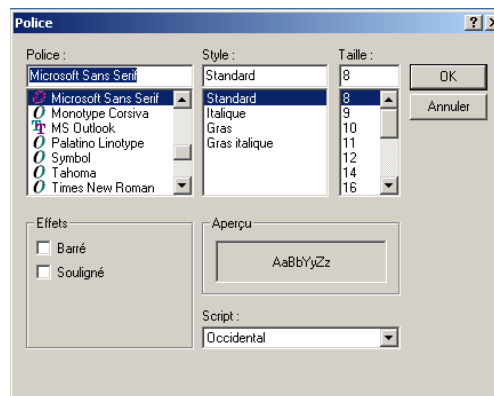 Police
Police :
Style :
Taille :
Microsoft Sans Serif
Standard
8
OK
Annuler
Microsoft Sans Serif
Monotype Corsiva
MS Outlook
Palatino Linotype
Symbol
Tahoma
Times New Roman
Standard
Italique
Gras
Gras italique
8
9
10
11
12
14
16
Effets
Barré
Souligné
Aperçu
AaBbYyZz
Script :
Occidental